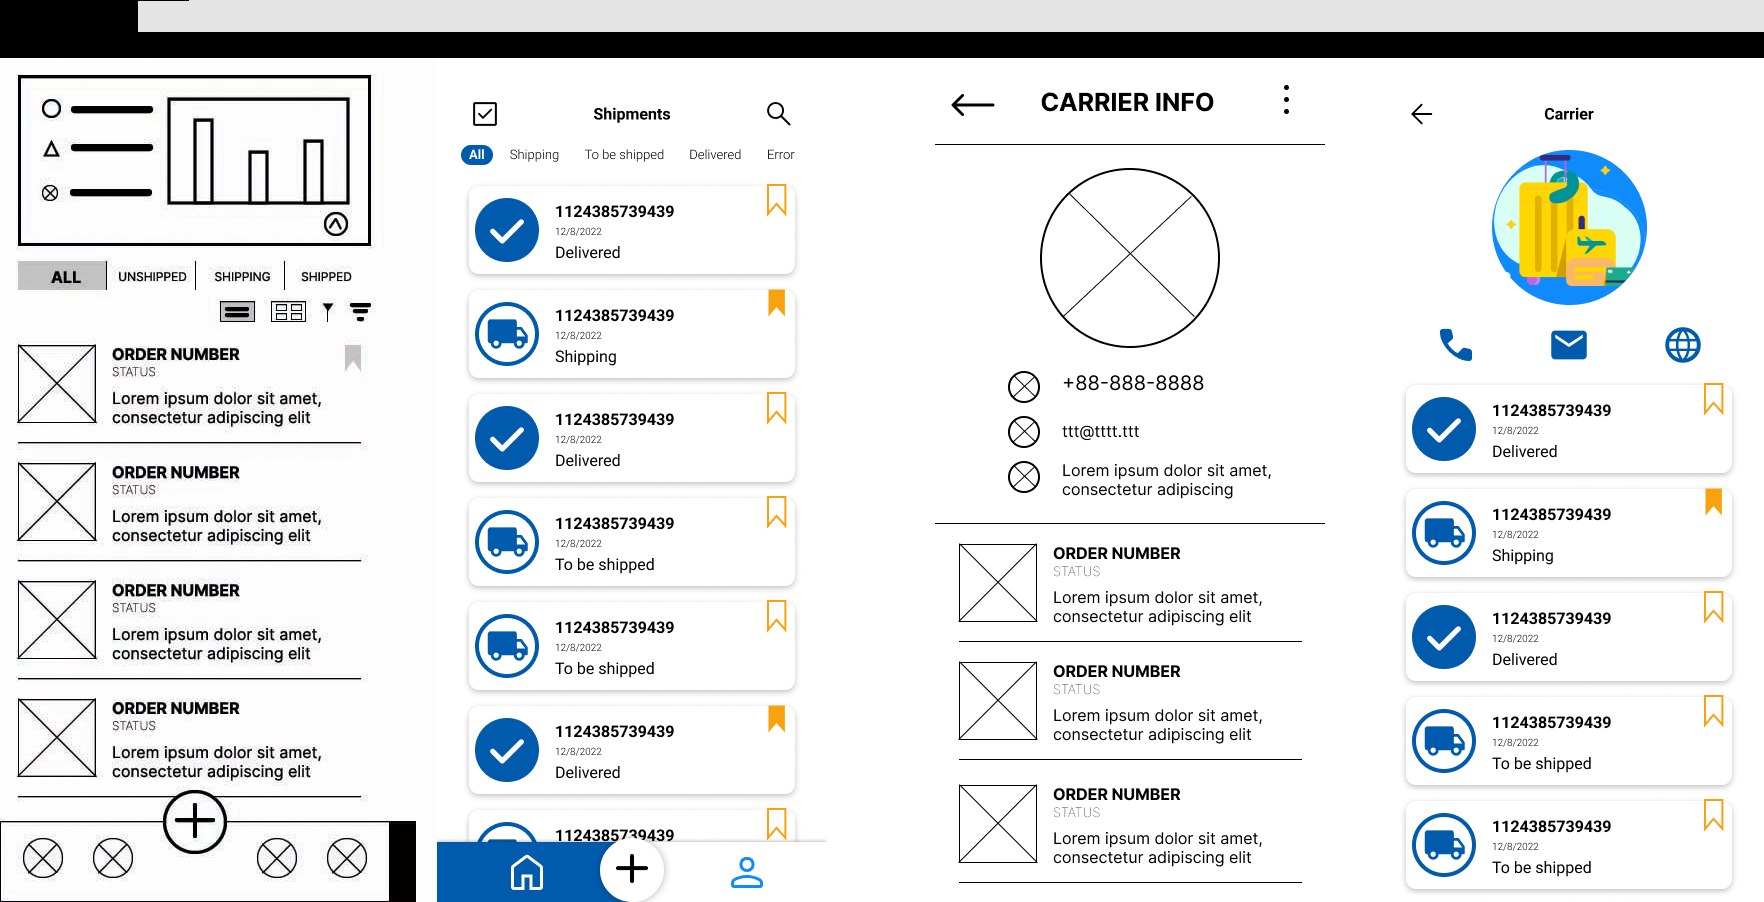 ALL
UNSHIPPED
SHIPPING
SHIPPED
ORDER NUMBER
STATUS
Lorem ipsum dolor sit amet,
consectetur adipiscing elit
ORDER NUMBER
STATUS
Lorem ipsum dolor sit amet,
consectetur adipiscing elit
ORDER NUMBER
STATUS
Lorem ipsum dolor sit amet,
consectetur adipiscing elit
ORDER NUMBER
STATUS
Lorem ipsum dolor sit amet,
consectetur adipiscing elit
Shipments
All
Shipping
To be shipped
Delivered
Error
1124385739439
12/8/2022
Delivered
1124385739439
12/8/2022
Shipping
1124385739439
12/8/2022
Delivered
1124385739439
12/8/2022
To be shipped
1124385739439
12/8/2022
To be shipped
1124385739439
12/8/2022
Delivered
1124385739439
CARRIER INFO
+88-888-8888
ttt@tttt.ttt
Lorem ipsum dolor sit amet,
consectetur adipiscing
ORDER NUMBER
STATUS
Lorem ipsum dolor sit amet,
consectetur adipiscing elit
ORDER NUMBER
STATUS
Lorem ipsum dolor sit amet,
consectetur adipiscing elit
ORDER NUMBER
STATUS
Lorem ipsum dolor sit amet,
consectetur adipiscing elit
Carrier
1124385739439
12/8/2022
Delivered
1124385739439
12/8/2022
Shipping
1124385739439
12/8/2022
Delivered
1124385739439
12/8/2022
To be shipped
1124385739439
12/8/2022
To be shipped